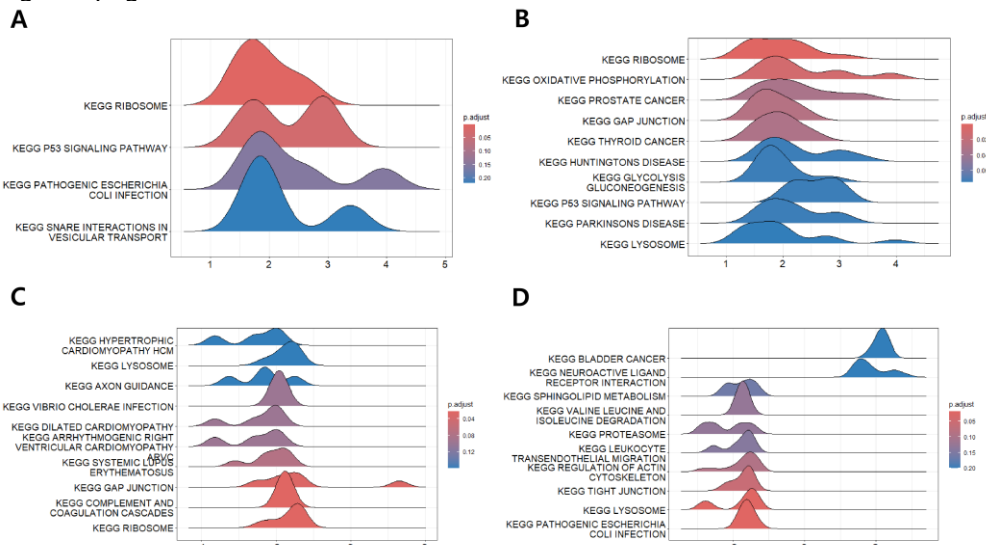 A
KEGG RIBOSOME
KEGG P53 SIGNALING PATHWAY
KEGG PATHOGENIC ESCHERICHIA
COLI INFECTION
KEGG SNARE INTERACTIONS IN
VESICULAR TRANSPORT
1 2 3 4 5
p.adjust
0.05
0.10
0.15
0.20
B
KEGG RIBOSOME
KEGG OXIDATIVE PHOSPHORYLATION
KEGG PROSTATE CANCER
KEGG GAP JUNCTION
KEGG THYROID CANCER
KEGG HUNTINGTONS DISEASE
KEGG GLYCOLYSIS
GLUCONEOGENESIS
KEGG P53 SIGNALING PATHWAY
KEGG PARKINSONS DISEASE
KEGG LYSOSOME
1 2 3 4
p.adjust
C
KEGG HYPERTROPHIC
CARDIOMYOPATHY HCM
KEGG LYSOSOME
KEGG AXON GUIDANCE
KEGG VIBRIO CHOLERAE INFECTION
KEGG DILATED CARDIOMYOPATHY
KEGG ARRHYTHMOGENIC RIGHT
VENTRICULAR CARDIOMYOPATHY
ARVC
KEGG SYSTEMIC LUPUS
ERYTHEMATOSUS
KEGG GAP JUNCTION
KEGG COMPLEMENT AND
COAGULATION CASCADES
KEGG RIBOSOME
p.adjust
0.04
0.08
0.12
D
KEGG BLADDER CANCER
KEGG NEUROACTIVE LIGAND
RECEPTOR INTERACTION
KEGG SPHINGOLIPID METABOLISM
KEGG VALINE LEUCINE AND
ISOLEUCINE DEGRADATION
KEGG PROTEASOME
KEGG LEUKOCYTE
TRANSENDOTHELIAL MIGRATION
KEGG REGULATION OF ACTIN
CYTOSKELETON
KEGG TIGHT JUNCTION
KEGG LYSOSOME
KEGG PATHOGENIC ESCHERICHIA
COLI INFECTION
p.adjust
0.05
0.10
0.15
0.20